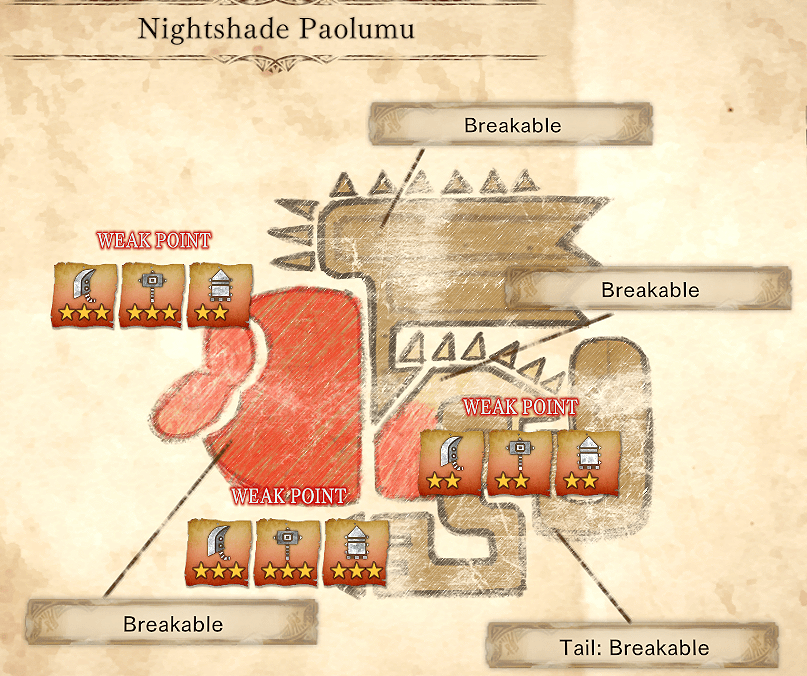 Nightshade Paolumu
Breakable
WEAK POINT
Breakable
WEAK POINT
WEAK POINT
Breakable
Tail: Breakable